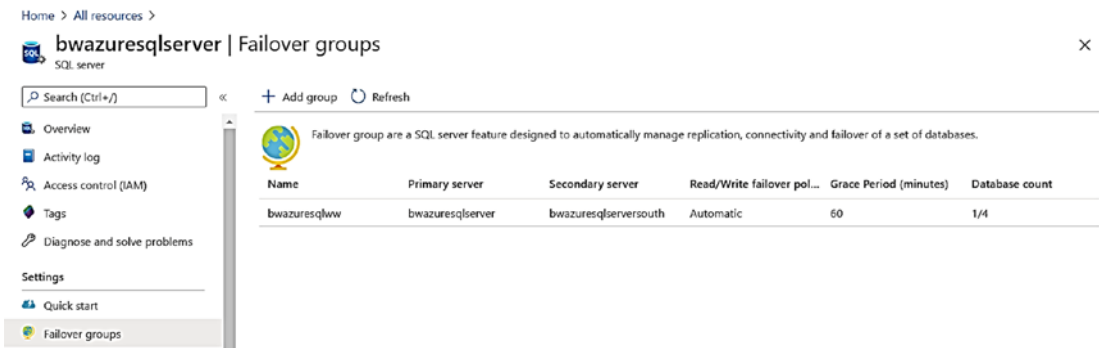 Home > All resources >
bwazuresqlserver | Failover groups
SQL
SQL server
Search (Ctrl+/)
«
+ Add group
Refresh
Overview
Activity log
Access control (IAM)
Tags
Diagnose and solve problems
Settings
Quick start
Failover groups
Failover group are a SQL server feature designed to automatically manage replication, connectivity and failover of a set of databases.
Name Primary server Secondary server Read/Write failover pol... Grace Period (minutes) Database count
bwazuresqlww bwazuresqlserver bwazuresqlserversouth Automatic 60 1/4